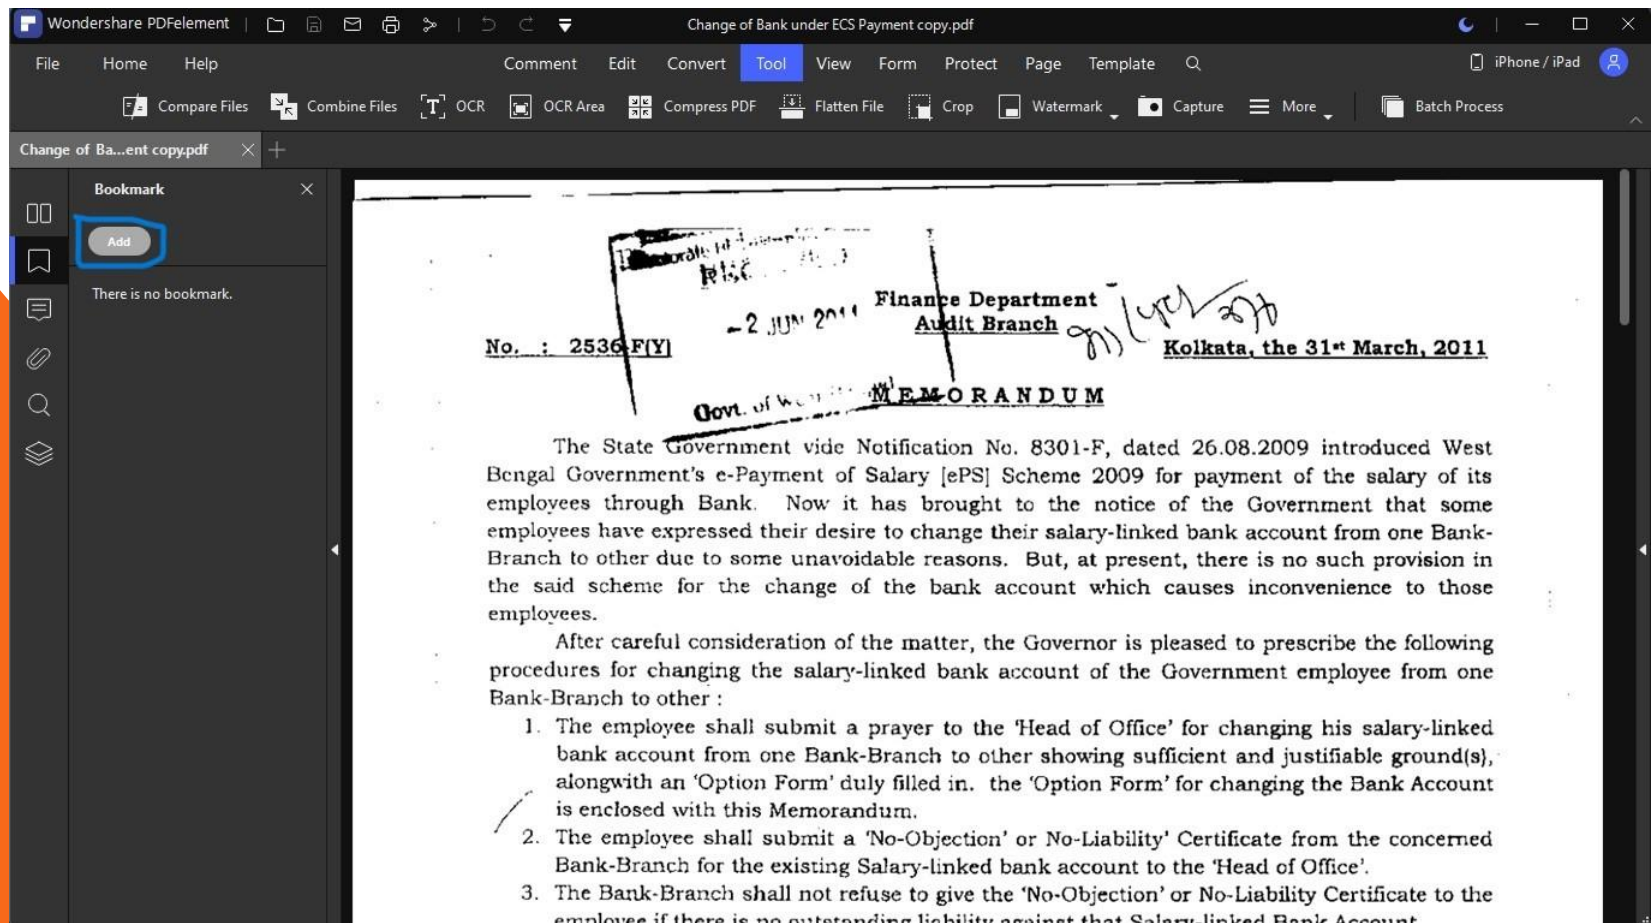 Wondershare PDFelement
Change of Bank under ECS Payment copy.pdf
File Home Help Comment Edit Convert Tool View Form Protect Page Template iPhone / iPad
Compare Files Combine Files OCR OCR Area Compress PDF Flatten File Crop Watermark Capture More Batch Process
Change of Ba...ent copy.pdf
Bookmark
Add
There is no bookmark.
-2 JUN 2011
Finance Department
Audit Branch
No. : 2536-F(Y)
Kolkata, the 31st March, 2011
Govt. of
MEMORANDUM
The State Government vide Notification No. 8301-F, dated 26.08.2009 introduced West
Bengal Government's e-Payment of Salary [ePS] Scheme 2009 for payment of the salary of its
employees through Bank. Now it has brought to the notice of the Government that some
employees have expressed their desire to change their salary-linked bank account from one Bank-
Branch to other due to some unavoidable reasons. But, at present, there is no such provision in
the said scheme for the change of the bank account which causes inconvenience to those
employees.
After careful consideration of the matter, the Governor is pleased to prescribe the following
procedures for changing the salary-linked bank account of the Government employee from one
Bank-Branch to other :
1. The employee shall submit a prayer to the 'Head of Office' for changing his salary-linked
bank account from one Bank-Branch to other showing sufficient and justifiable ground(s),
alongwith an 'Option Form' duly filled in. the 'Option Form' for changing the Bank Account
is enclosed with this Memorandum.
2. The employee shall submit a 'No-Objection' or No-Liability' Certificate from the concerned
Bank-Branch for the existing Salary-linked bank account to the 'Head of Office'.
3. The Bank-Branch shall not refuse to give the 'No-Objection' or No-Liability Certificate to the
employee if there is no outstanding liability against that Salary-linked Bank Account